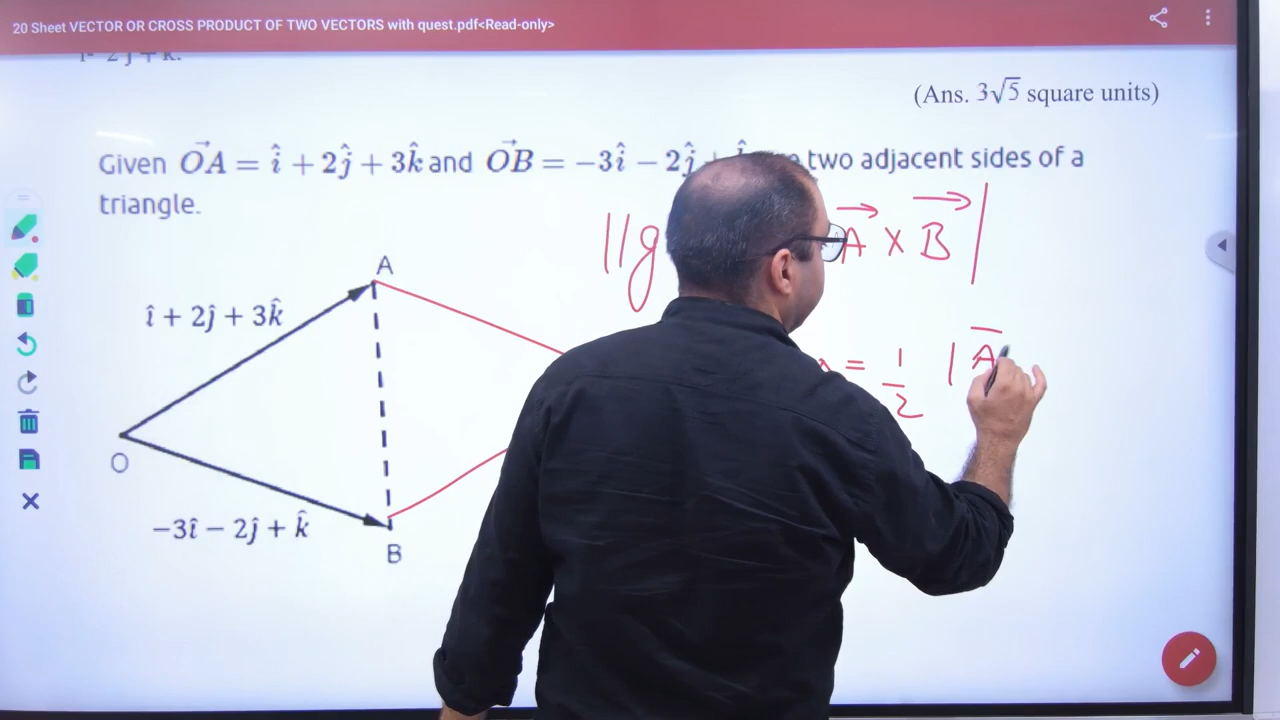 20 Sheet VECTOR OR CROSS PRODUCT OF TWO VECTORS with quest.pdf<Read-only>
(Ans. 3√5 square units)
Given O⃗A = î + 2ĵ + 3k̂ and O⃗B = −3î − 2ĵ + two adjacent sides of a
triangle.
||g A⃗ × B⃗ |
A
î + 2ĵ + 3k̂
= 1/2 | A̅
O
−3î − 2ĵ + k̂
B